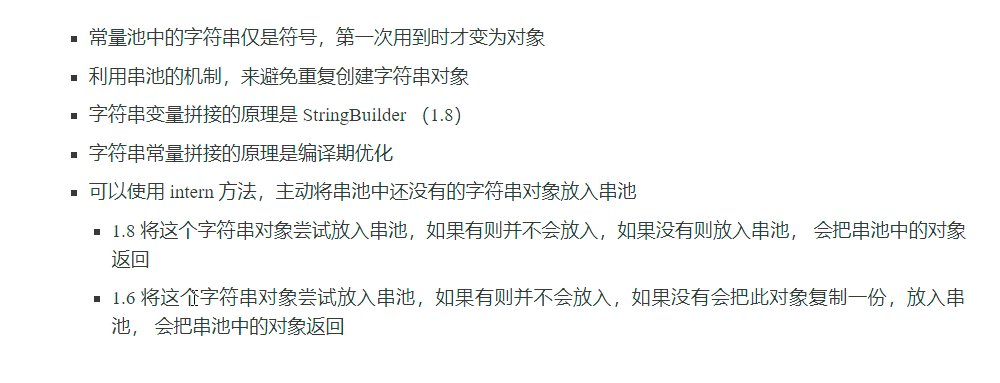 常量池中的字符串仅是符号，第一次用到时才变为对象
利用串池的机制，来避免重复创建字符串对象
字符串变量拼接的原理是 StringBuilder （1.8）
字符串常量拼接的原理是编译期优化
可以使用 intern 方法，主动将串池中还没有的字符串对象放入串池
1.8 将这个字符串对象尝试放入串池，如果有则并不会放入，如果没有则放入串池， 会把串池中的对象
返回
1.6 将这个字符串对象尝试放入串池，如果有则并不会放入，如果没有会把此对象复制一份，放入串
池， 会把串池中的对象返回